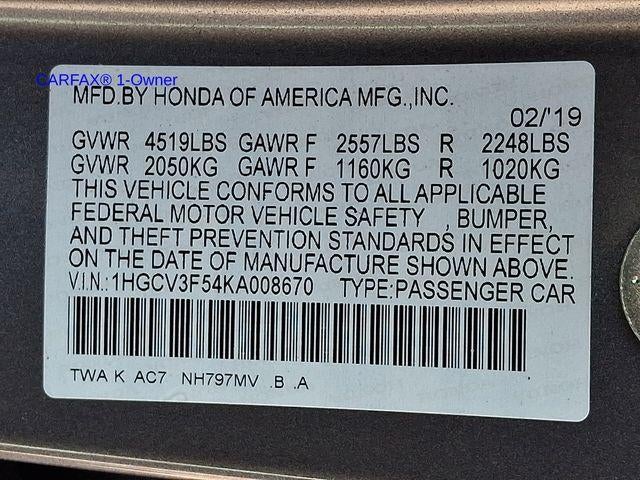 CARFAX® 1-Owner
MFD.BY HONDA OF AMERICA MFG.,INC.
02/'19
GVWR 4519LBS GAWR F 2557LBS R 2248LBS
GVWR 2050KG GAWR F 1160KG R 1020KG
THIS VEHICLE CONFORMS TO ALL APPLICABLE
FEDERAL MOTOR VEHICLE SAFETY , BUMPER,
AND THEFT PREVENTION STANDARDS IN EFFECT
ON THE DATE OF MANUFACTURE SHOWN ABOVE.
V.I.N.:1HGCV3F54KA008670 TYPE:PASSENGER CAR
TWA K AC7 NH797MV .B .A